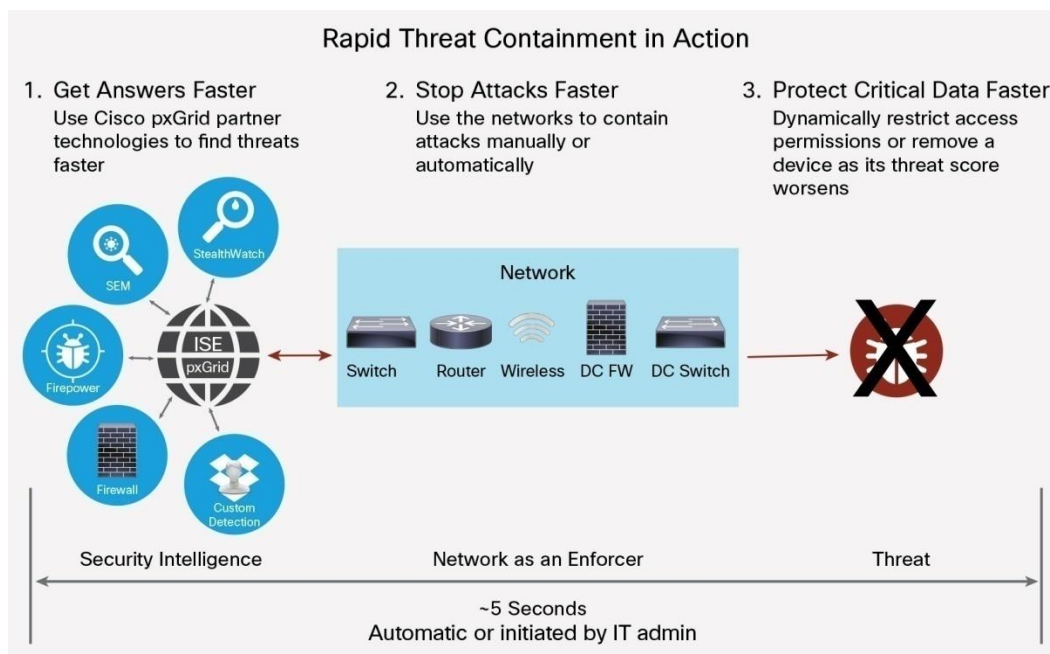 Rapid Threat Containment in Action
1. Get Answers Faster
Use Cisco pxGrid partner
technologies to find threats
faster
2. Stop Attacks Faster
Use the networks to contain
attacks manually or
automatically
3. Protect Critical Data Faster
Dynamically restrict access
permissions or remove a
device as its threat score
worsens
StealthWatch
SEM
Firepower
Firewall
Custom
Detection
ISE
pxGrid
Network
Switch
Router
Wireless
DC FW
DC Switch
Security Intelligence
Network as an Enforcer
Threat
~5 Seconds
Automatic or initiated by IT admin